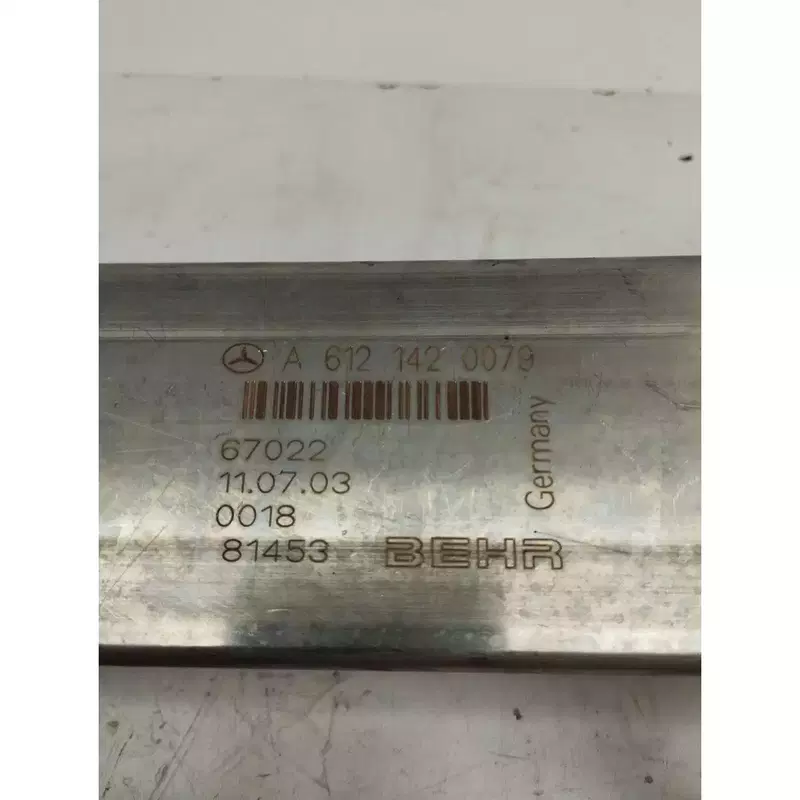 A 612 142 0079
67022
11.07.03
0018
81453 BEHR
Germany